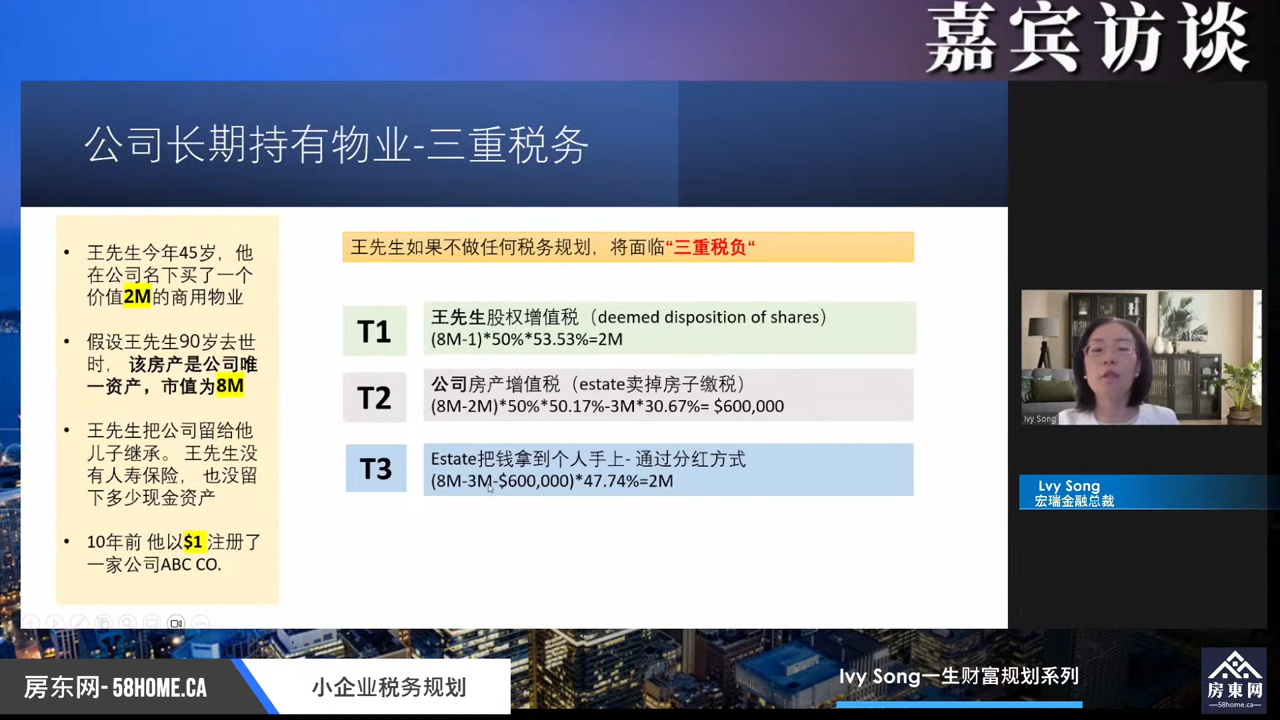 嘉宾访谈
公司长期持有物业-三重税务
• 王先生今年45岁，他
在公司名下买了一个
价值2M的商用物业
• 假设王先生90岁去世
时， 该房产是公司唯
一资产，市值为8M
• 王先生把公司留给他
儿子继承。 王先生没
有人寿保险， 也没留
下多少现金资产
• 10年前 他以$1 注册了
一家公司ABC CO.
王先生如果不做任何税务规划，将面临“三重税负“
T1
王先生股权增值税（deemed disposition of shares）
(8M-1)*50%*53.53%=2M
T2
公司房产增值税（estate卖掉房子缴税）
(8M-2M)*50%*50.17%-3M*30.67%= $600,000
T3
Estate把钱拿到个人手上- 通过分红方式
(8M-3M-$600,000)*47.74%=2M
Ivy Song
Lvy Song
宏瑞金融总裁
房东网- 58HOME.CA
小企业税务规划
Ivy Song一生财富规划系列
房東网
58home.ca